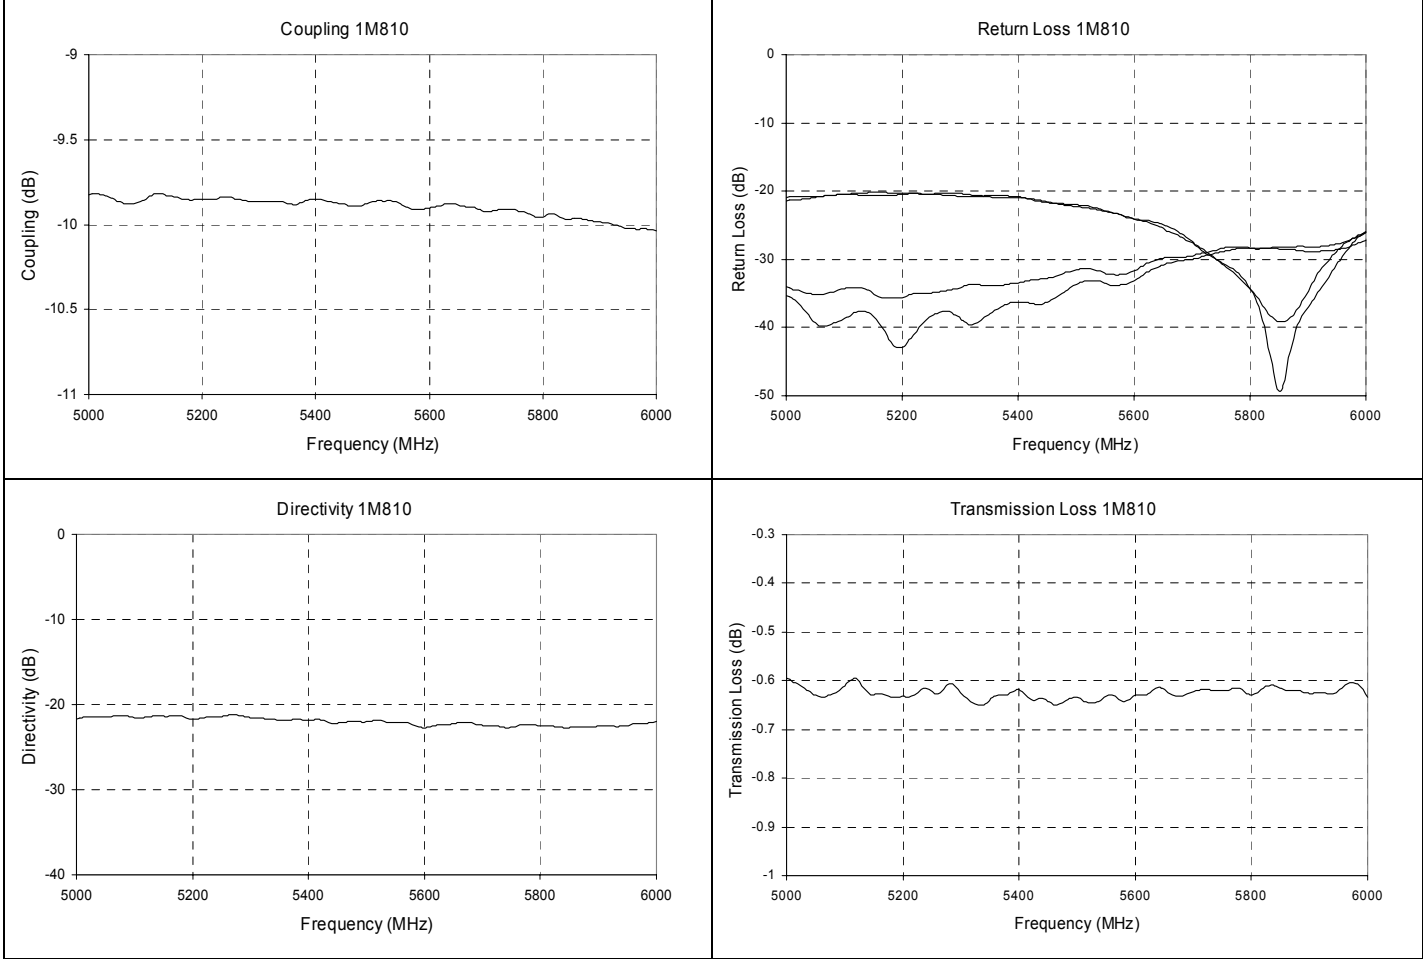 Coupling 1M810
-9
-9.5
-10
-10.5
-11
5000 5200 5400 5600 5800 6000
Frequency (MHz)
Coupling (dB)
Return Loss 1M810
0
-10
-20
-30
-40
-50
5000 5200 5400 5600 5800 6000
Frequency (MHz)
Return Loss (dB)
Directivity 1M810
0
-10
-20
-30
-40
5000 5200 5400 5600 5800 6000
Frequency (MHz)
Directivity (dB)
Transmission Loss 1M810
-0.3
-0.4
-0.5
-0.6
-0.7
-0.8
-0.9
-1
5000 5200 5400 5600 5800 6000
Frequency (MHz)
Transmission Loss (dB)